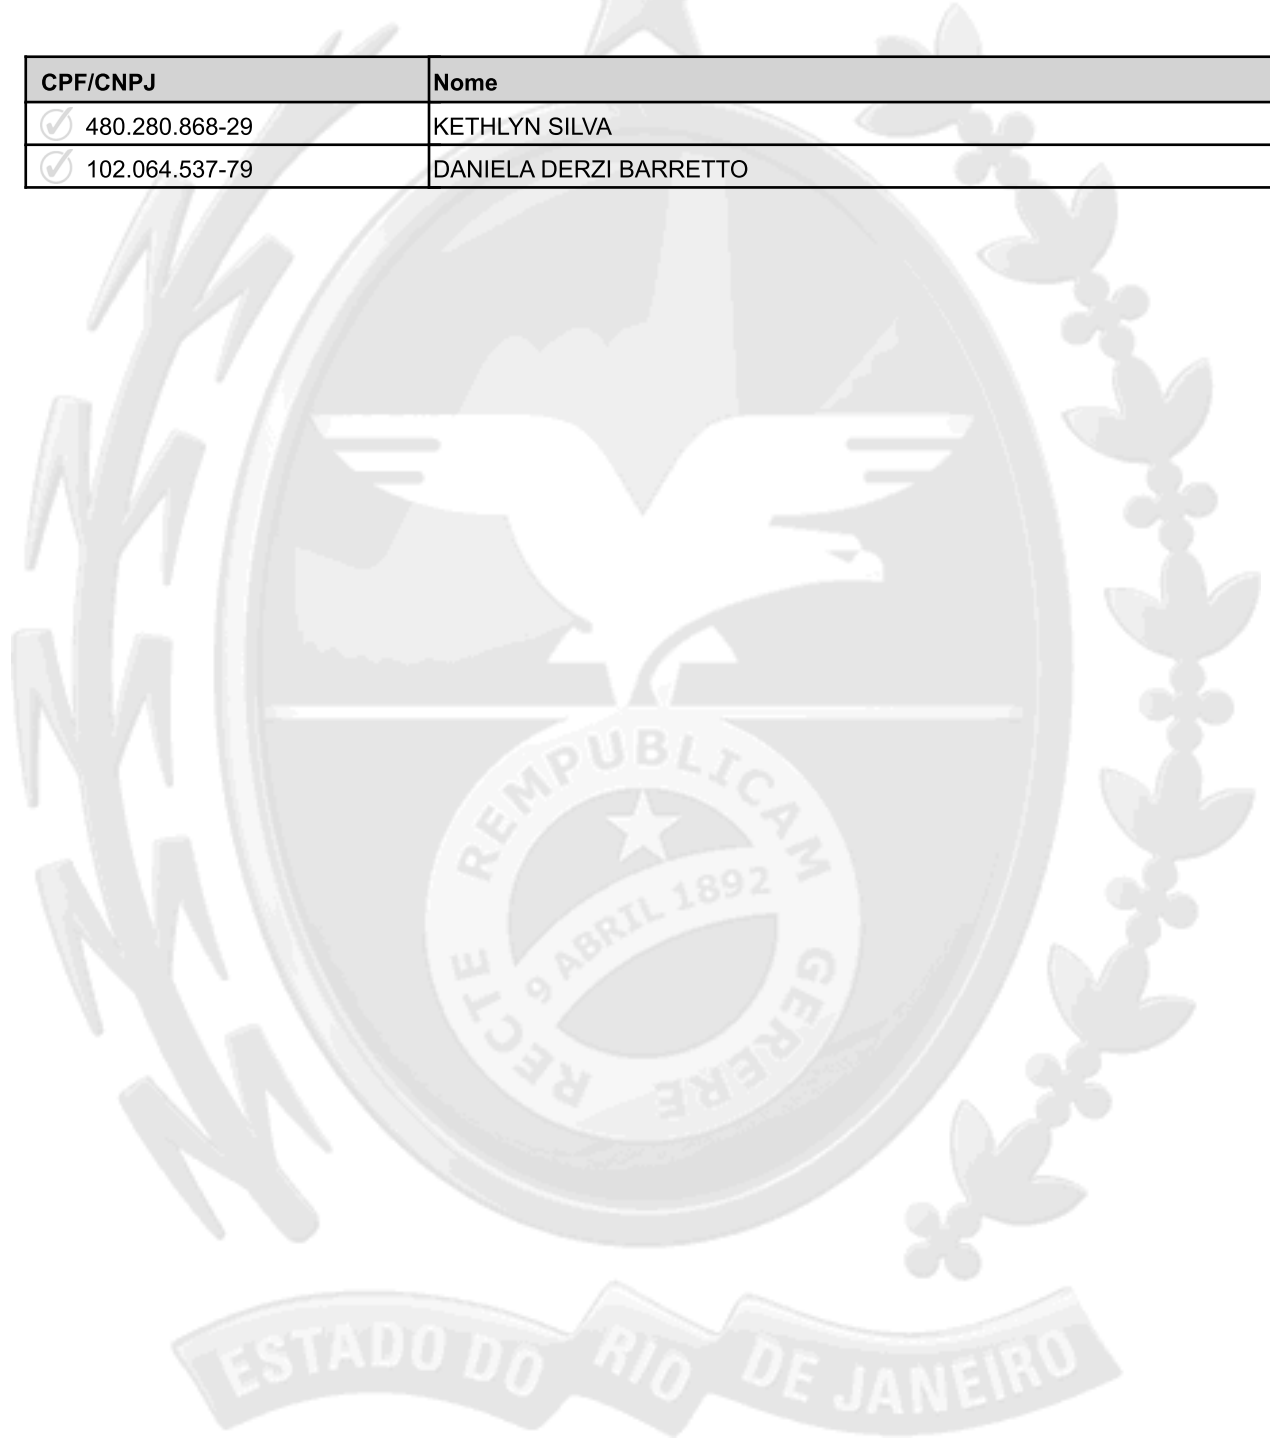 CPF/CNPJ Nome
480.280.868-29 KETHLYN SILVA
102.064.537-79 DANIELA DERZI BARRETTO
REMPUBLICAM
9 ABRIL 1892
RECTE GERERE
ESTADO DO RIO DE JANEIRO